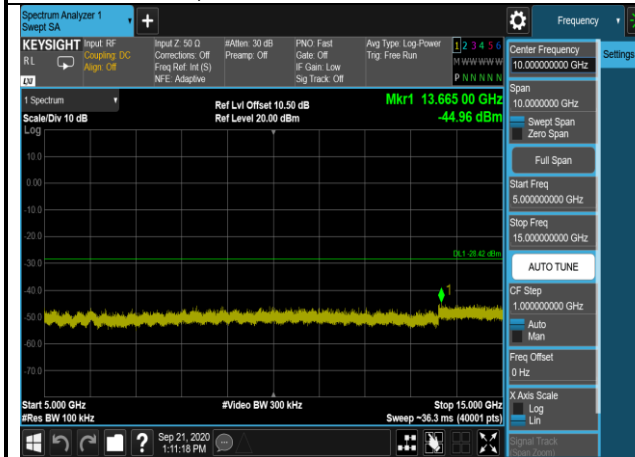 Spectrum Analyzer 1
Swept SA
+
Frequency
KEYSIGHT
RL
LXI
Input: RF
Coupling: DC
Align: Off
Input Z: 50 Ω
Corrections: Off
Freq Ref: Int (S)
NFE: Adaptive
#Atten: 30 dB
Preamp: Off
PNO: Fast
Gate: Off
IF Gain: Low
Sig Track: Off
Avg Type: Log-Power
Trig: Free Run
1 2 3 4 5 6
M W W W W W
P N N N N N
Settings
Center Frequency
10.000000000 GHz
Span
10.0000000 GHz
Swept Span
Zero Span
Full Span
Start Freq
5.000000000 GHz
Stop Freq
15.000000000 GHz
AUTO TUNE
CF Step
1.000000000 GHz
Auto
Man
Freq Offset
0 Hz
X Axis Scale
Log
Lin
Signal Track
(Span Zoom)
1 Spectrum
Scale/Div 10 dB
Log
Ref Lvl Offset 10.50 dB
Ref Level 20.00 dBm
Mkr1 13.665 00 GHz
-44.96 dBm
10.0
0.00
-10.0
-20.0
-30.0
-40.0
-50.0
-60.0
-70.0
DL1 -28.42 dBm
1
Start 5.000 GHz
#Res BW 100 kHz
#Video BW 300 kHz
Stop 15.000 GHz
Sweep ~36.3 ms (40001 pts)
?
Sep 21, 2020
1:11:18 PM